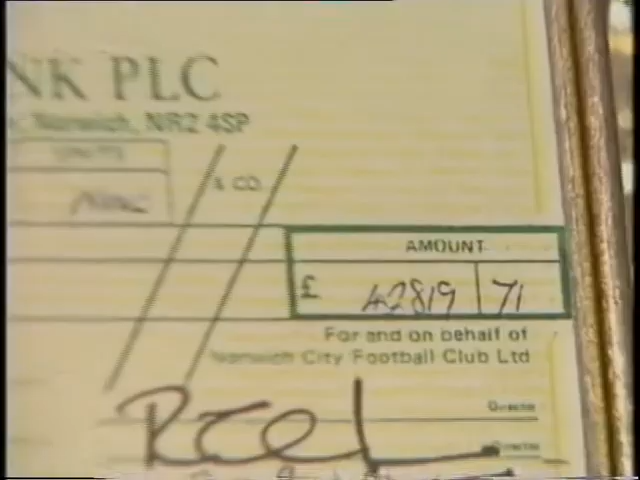 NK PLC
Norwich, NR2 4SP
UNITS
& CO.
AMOUNT
£ 42819 71
For and on behalf of
Norwich City Football Club Ltd
Director
Director